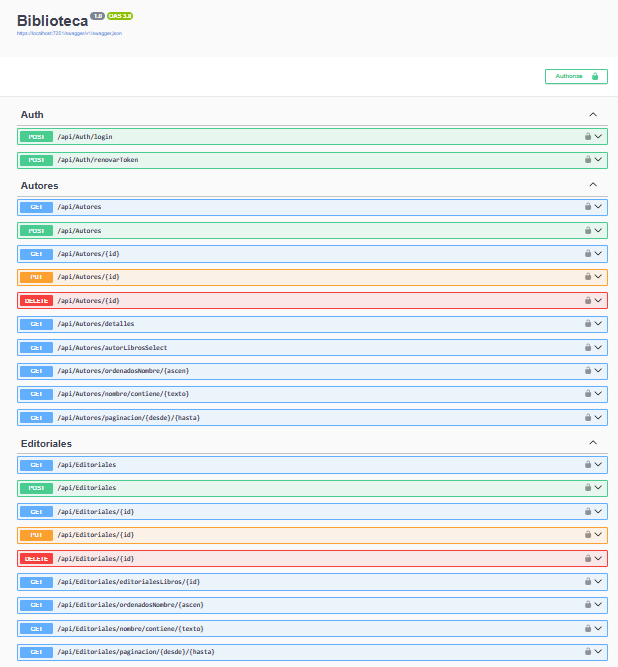 Biblioteca 1.0 OAS 3.0
https://localhost:7201/swagger/v1/swagger.json
Authorize
Auth
POST /api/Auth/login
POST /api/Auth/renovarToken
Autores
GET /api/Autores
POST /api/Autores
GET /api/Autores/{id}
PUT /api/Autores/{id}
DELETE /api/Autores/{id}
GET /api/Autores/detalles
GET /api/Autores/autorLibrosSelect
GET /api/Autores/ordenadosNombre/{ascen}
GET /api/Autores/nombre/contiene/{texto}
GET /api/Autores/paginacion/{desde}/{hasta}
Editoriales
GET /api/Editoriales
POST /api/Editoriales
GET /api/Editoriales/{id}
PUT /api/Editoriales/{id}
DELETE /api/Editoriales/{id}
GET /api/Editoriales/editorialesLibros/{id}
GET /api/Editoriales/ordenadosNombre/{ascen}
GET /api/Editoriales/nombre/contiene/{texto}
GET /api/Editoriales/paginacion/{desde}/{hasta}